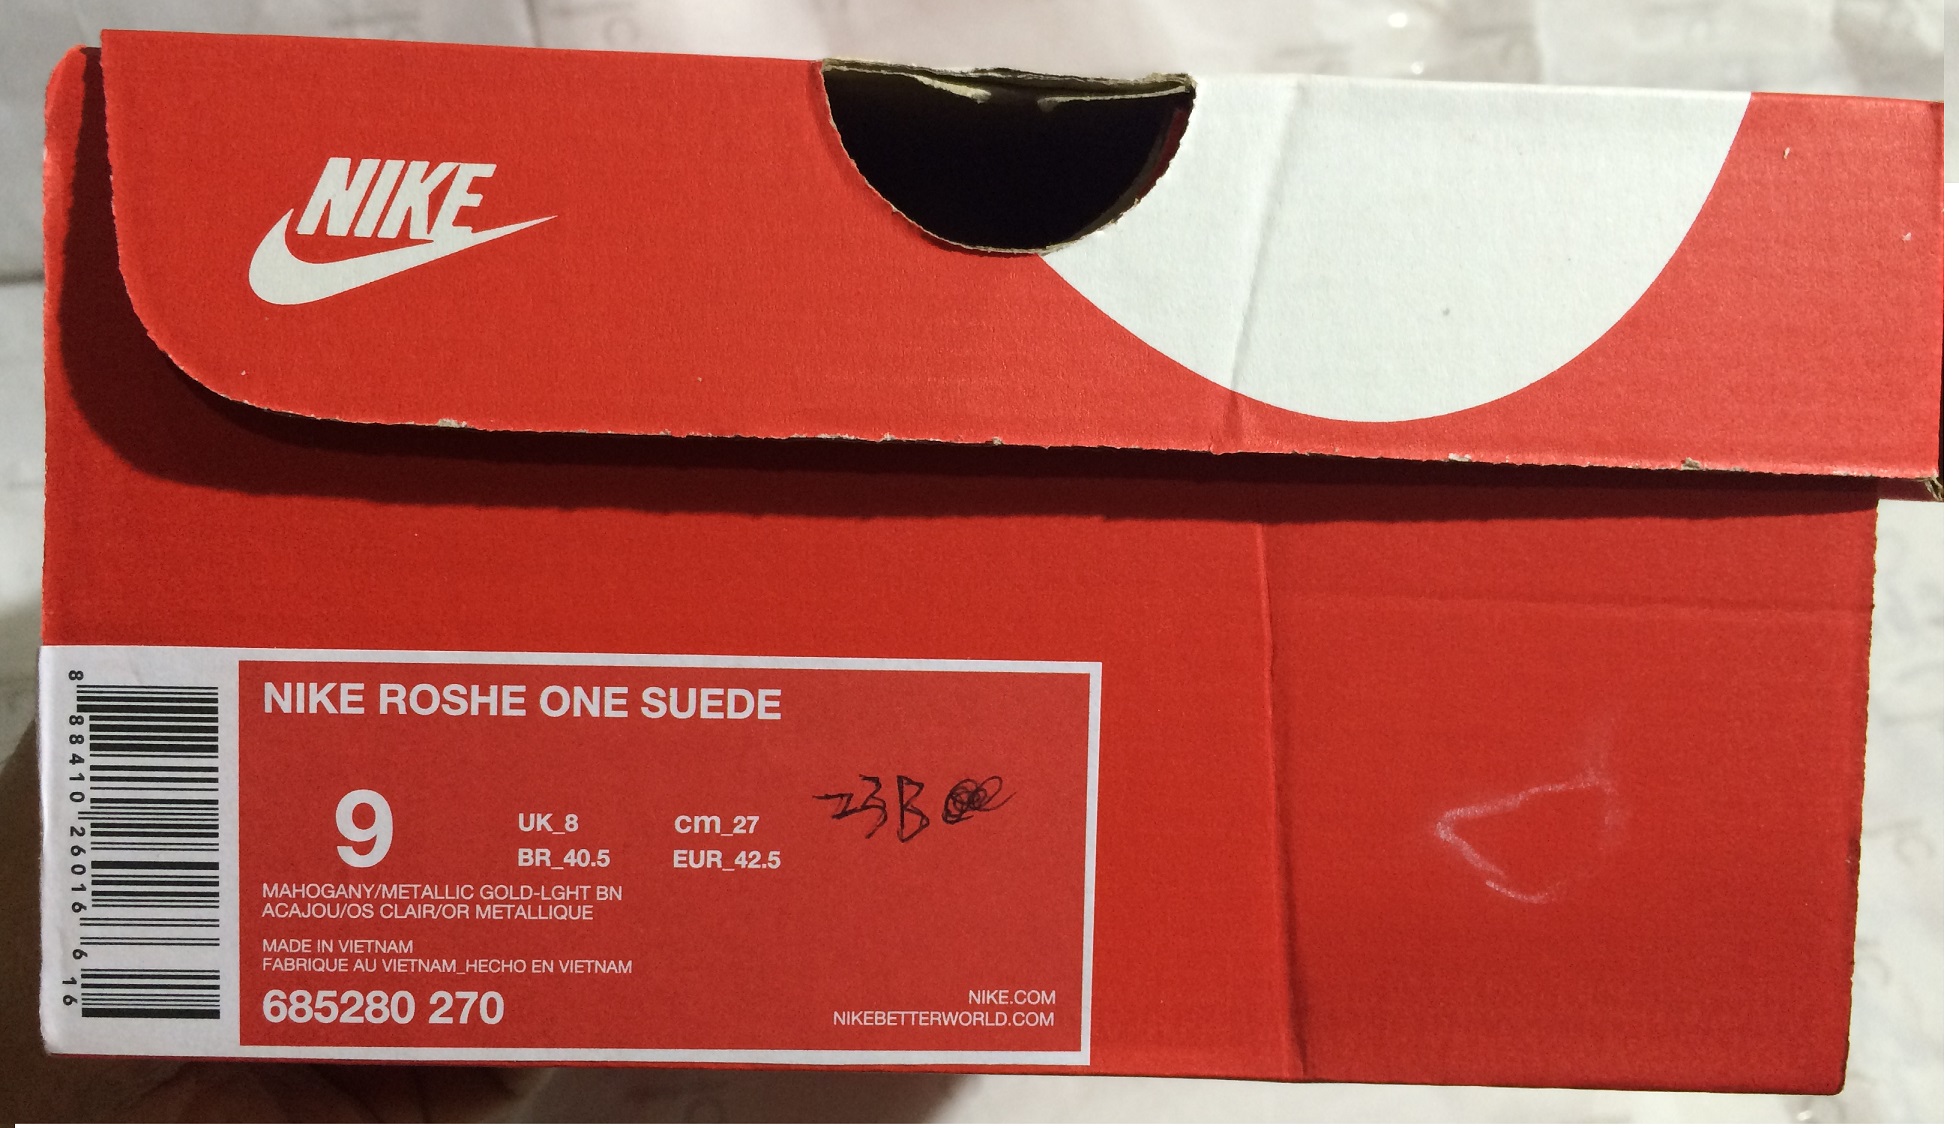 NIKE
NIKE ROSHE ONE SUEDE
9
UK_8 cm_27
BR_40.5 EUR_42.5
23B
MAHOGANY/METALLIC GOLD-LGHT BN
ACAJOU/OS CLAIR/OR METALLIQUE
MADE IN VIETNAM
FABRIQUE AU VIETNAM_HECHO EN VIETNAM
685280 270
NIKE.COM
NIKEBETTERWORLD.COM
8 88410 26016 6 16